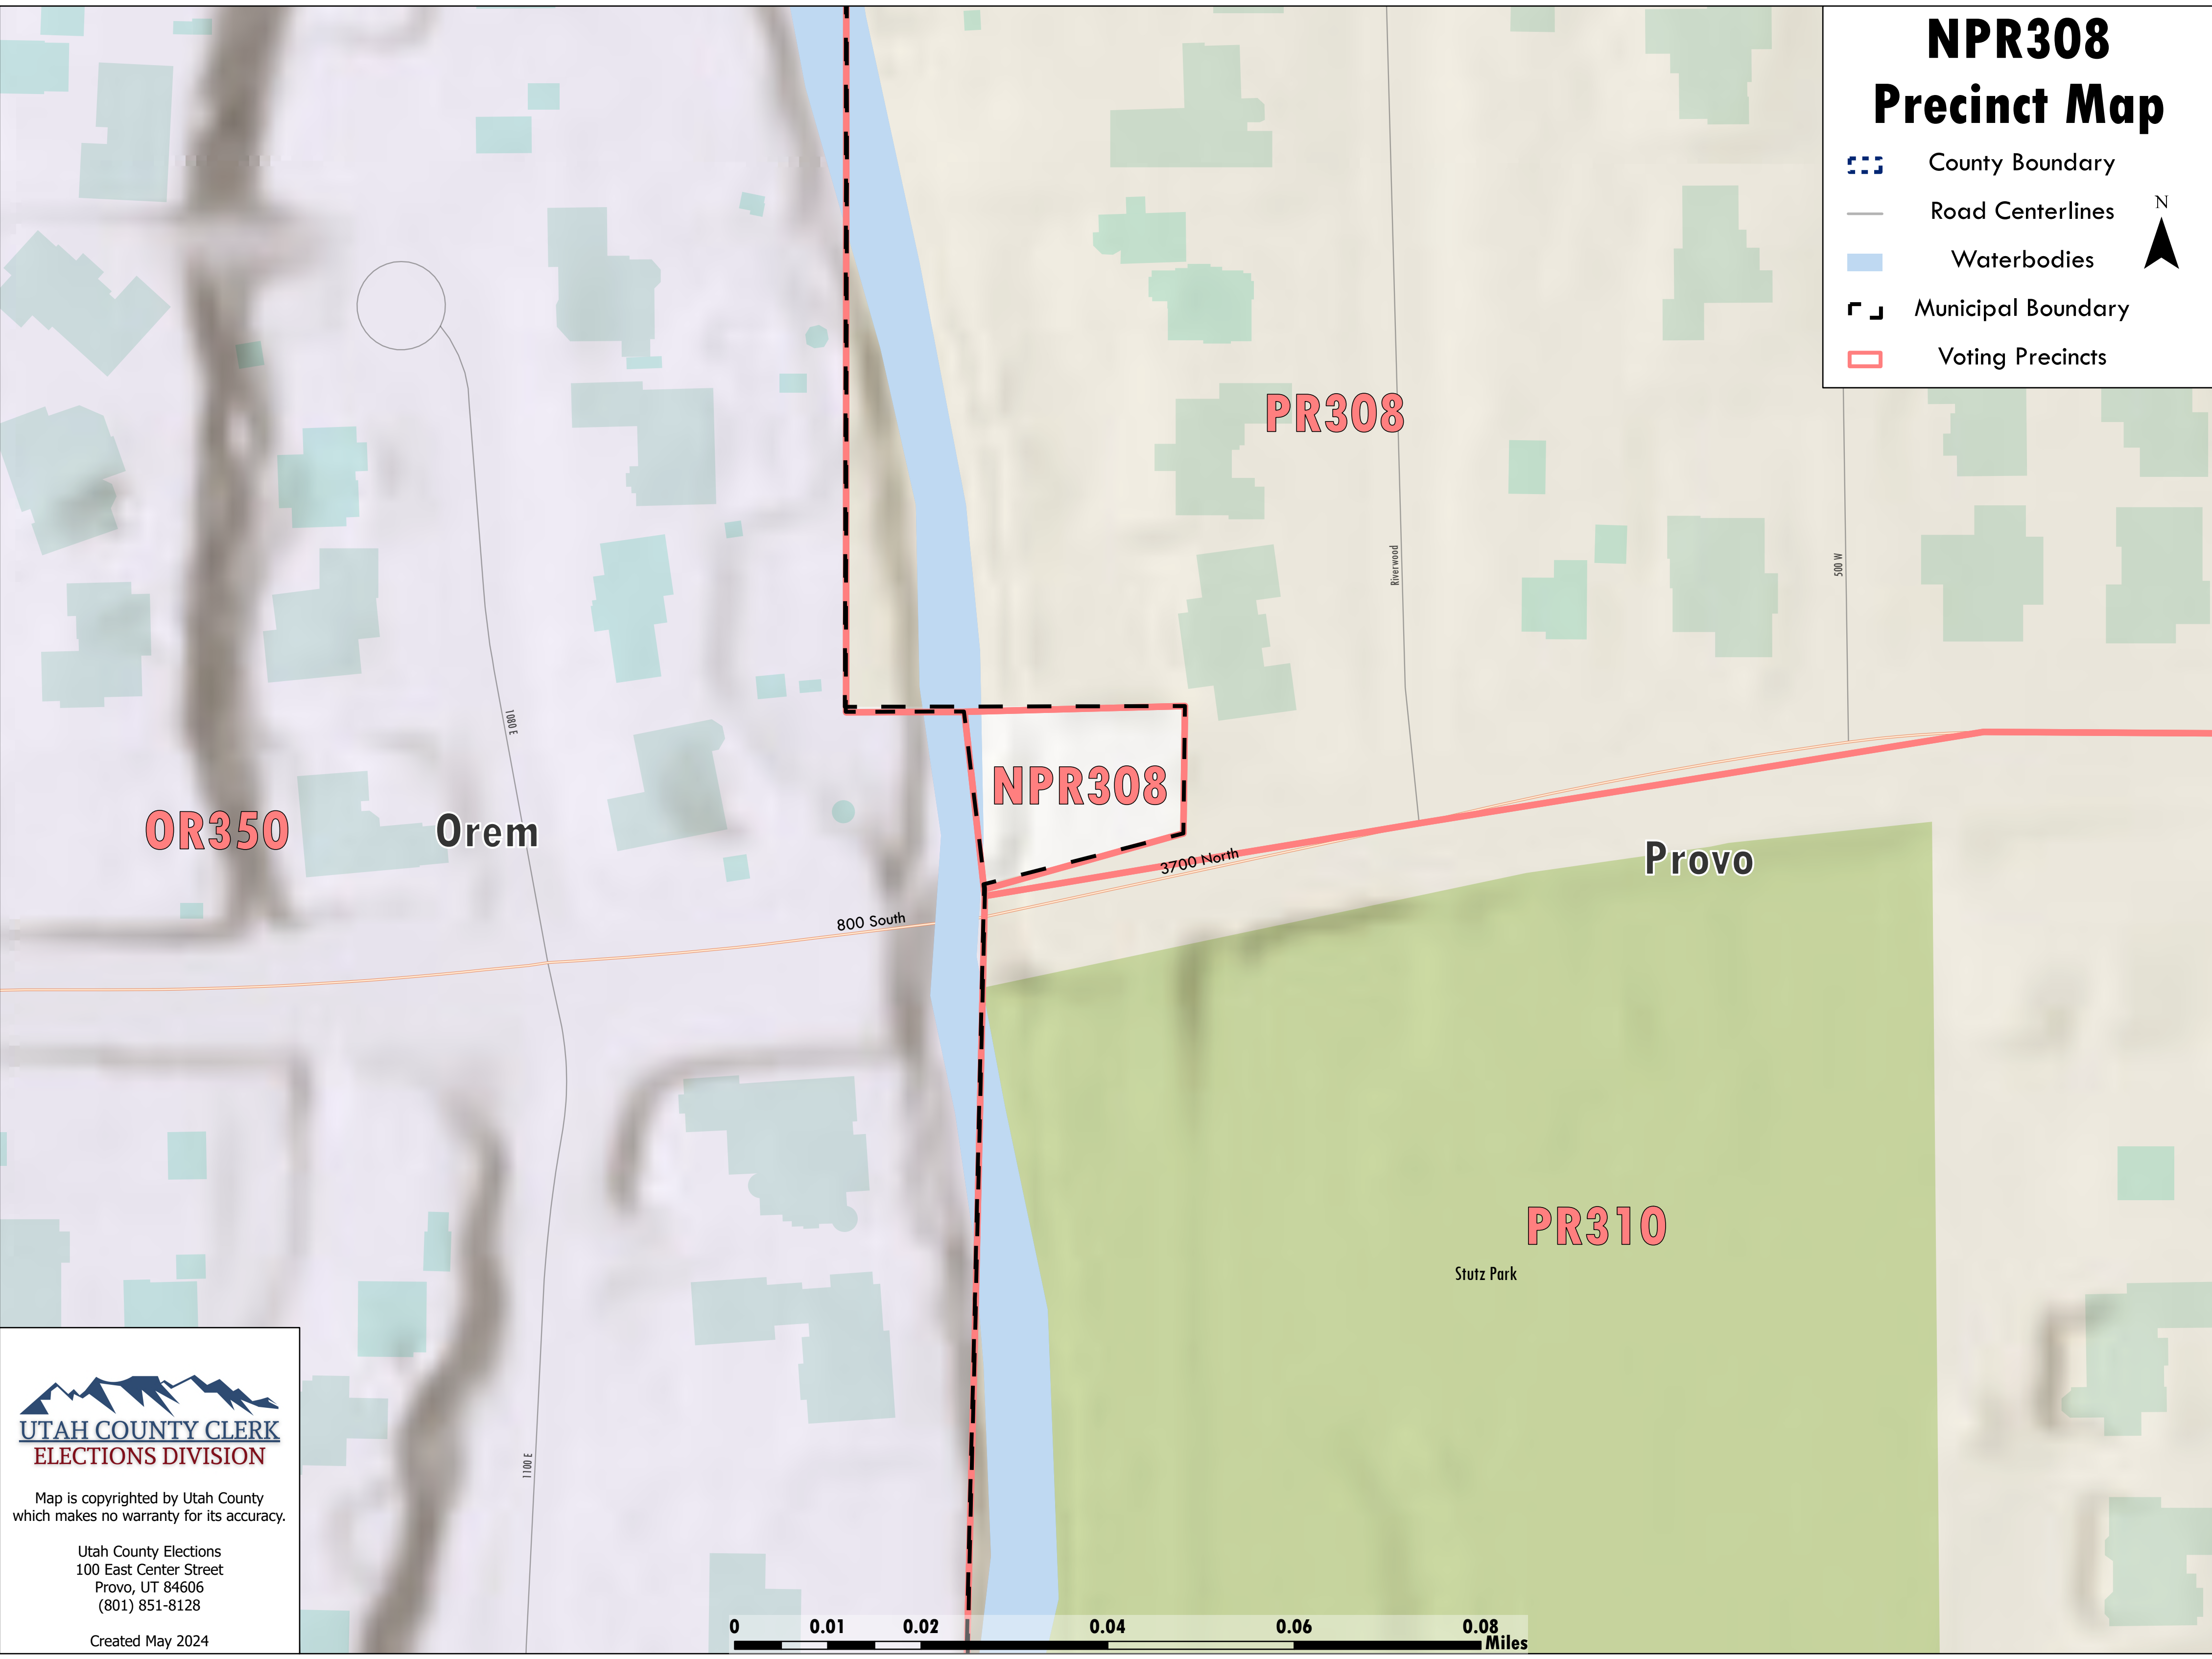 NPR308
Precinct Map
County Boundary
Road Centerlines
N
Waterbodies
Municipal Boundary
Voting Precincts
PR308
Riverwood
500 W
1080 E
NPR308
OR350
Orem
3700 North
Provo
800 South
PR310
Stutz Park
1100 E
UTAH COUNTY CLERK
ELECTIONS DIVISION
Map is copyrighted by Utah County
which makes no warranty for its accuracy.
Utah County Elections
100 East Center Street
Provo, UT 84606
(801) 851-8128
Created May 2024
0 0.01 0.02 0.04 0.06 0.08
Miles